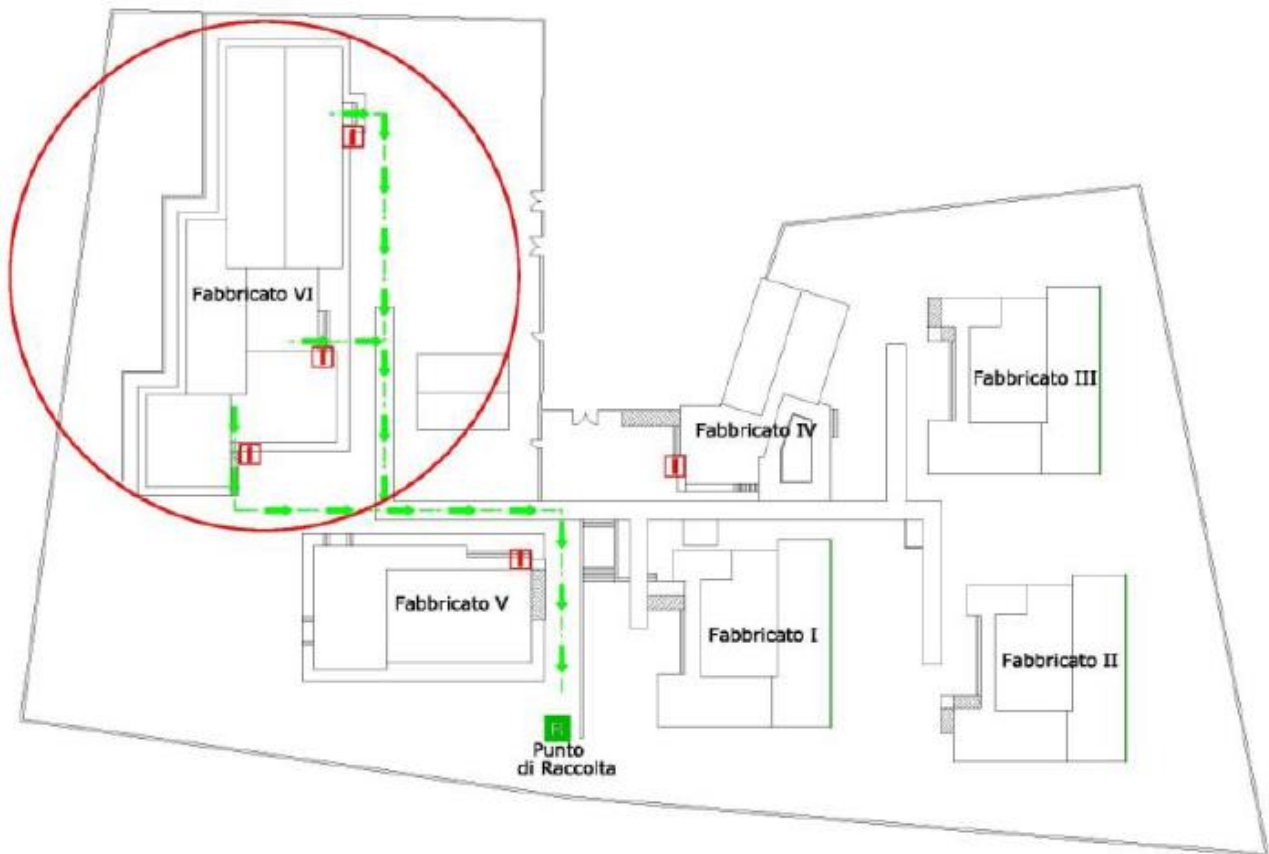 Fabbricato VI
Fabbricato III
Fabbricato IV
Fabbricato V
Fabbricato I
Fabbricato II
R
Punto
di Raccolta